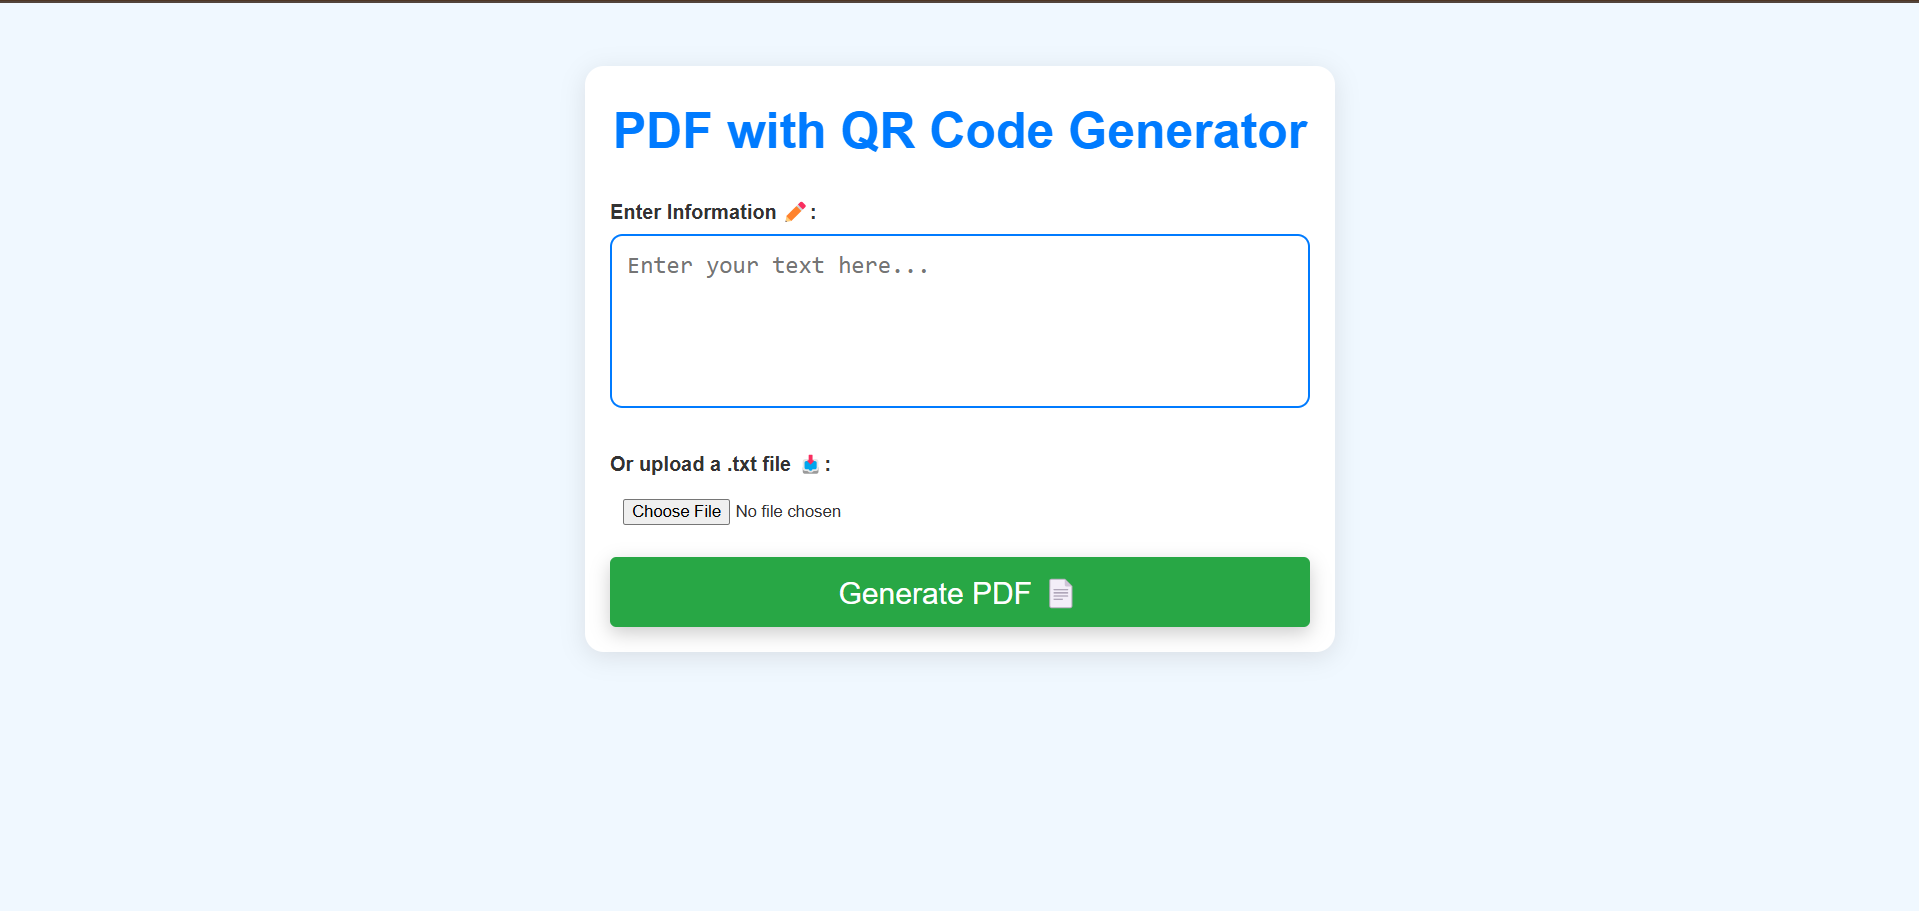 PDF with QR Code Generator
Enter Information ✏️:
Enter your text here...
Or upload a .txt file 📥:
Choose File No file chosen
Generate PDF 📄